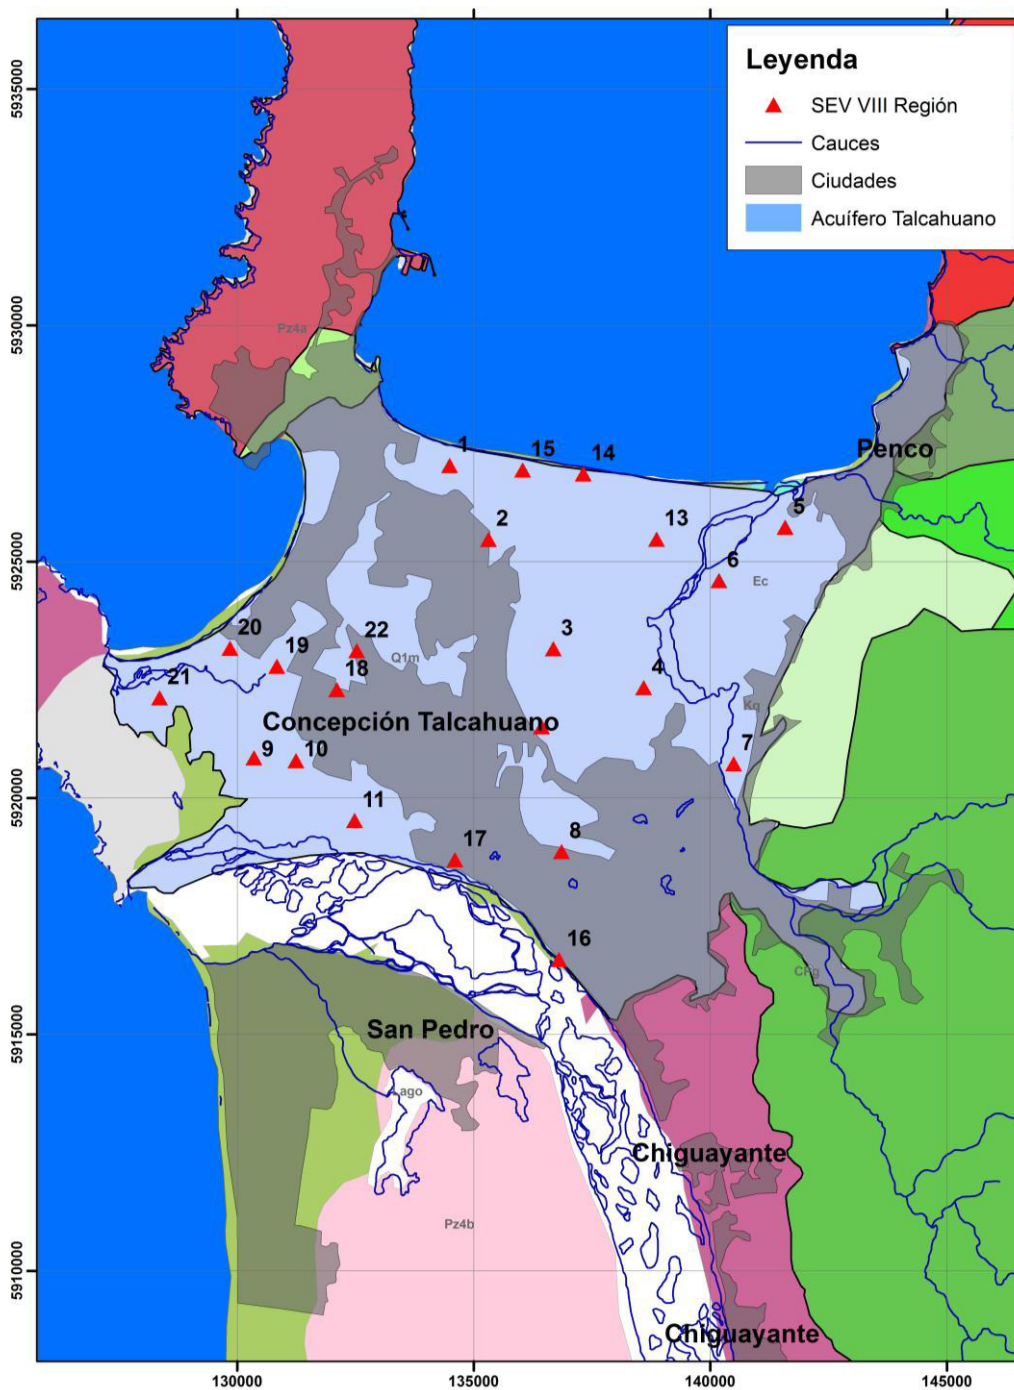 Leyenda
SEV VIII Región
Cauces
Ciudades
Acuífero Talcahuano
5935000
5930000
5925000
5920000
5915000
5910000
Pz4a
Penco
1
15
14
2
13
5
6
Ec
20
19
22
Q1m
3
21
18
4
Kq
Concepción Talcahuano
9
10
7
11
17
8
16
CPg
San Pedro
Lago
Chiguayante
Pz4b
Chiguayante
130000
135000
140000
145000